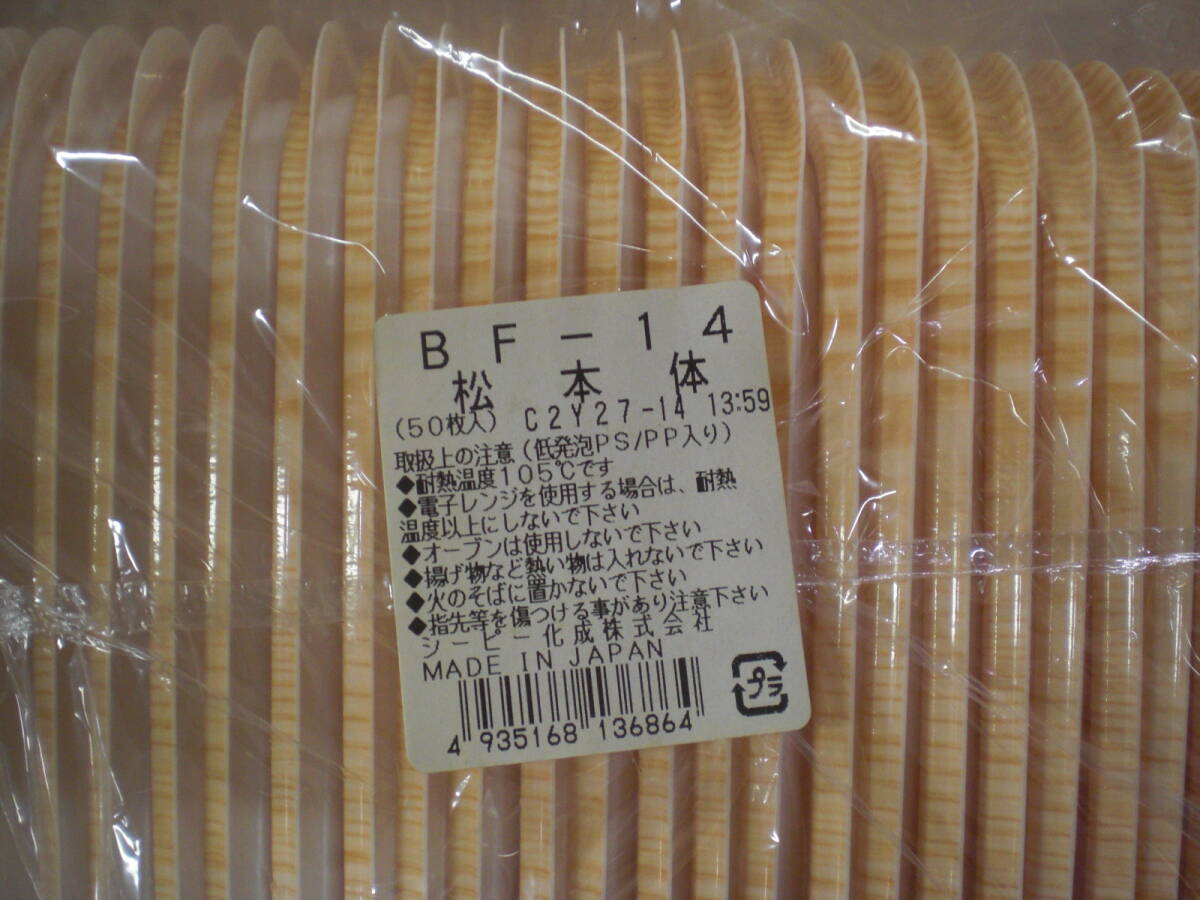 BF-14
松 本体
(50枚入) C2Y27-14 13:59
取扱上の注意(低発泡PS/PP入り)
◆耐熱温度105℃です
◆電子レンジを使用する場合は、耐熱
温度以上にしないで下さい
◆オーブンは使用しないで下さい
◆揚げ物など熱い物は入れないで下さい
◆火のそばに置かないで下さい
◆指先等を傷つける事があり注意下さい
シーピー化成株式会社
MADE IN JAPAN
プラ
4 935168 136864